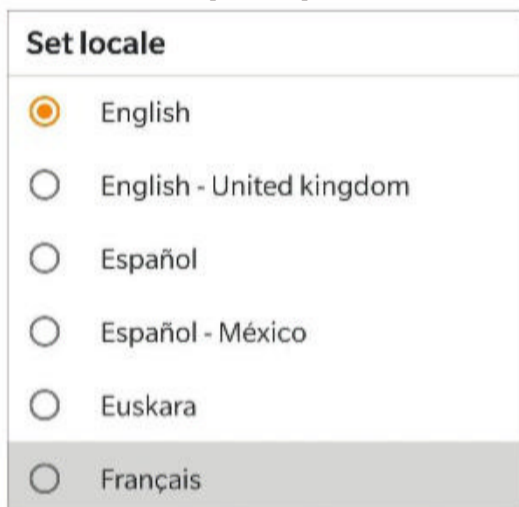 Set locale
English
English - United kingdom
Español
Español - México
Euskara
Français